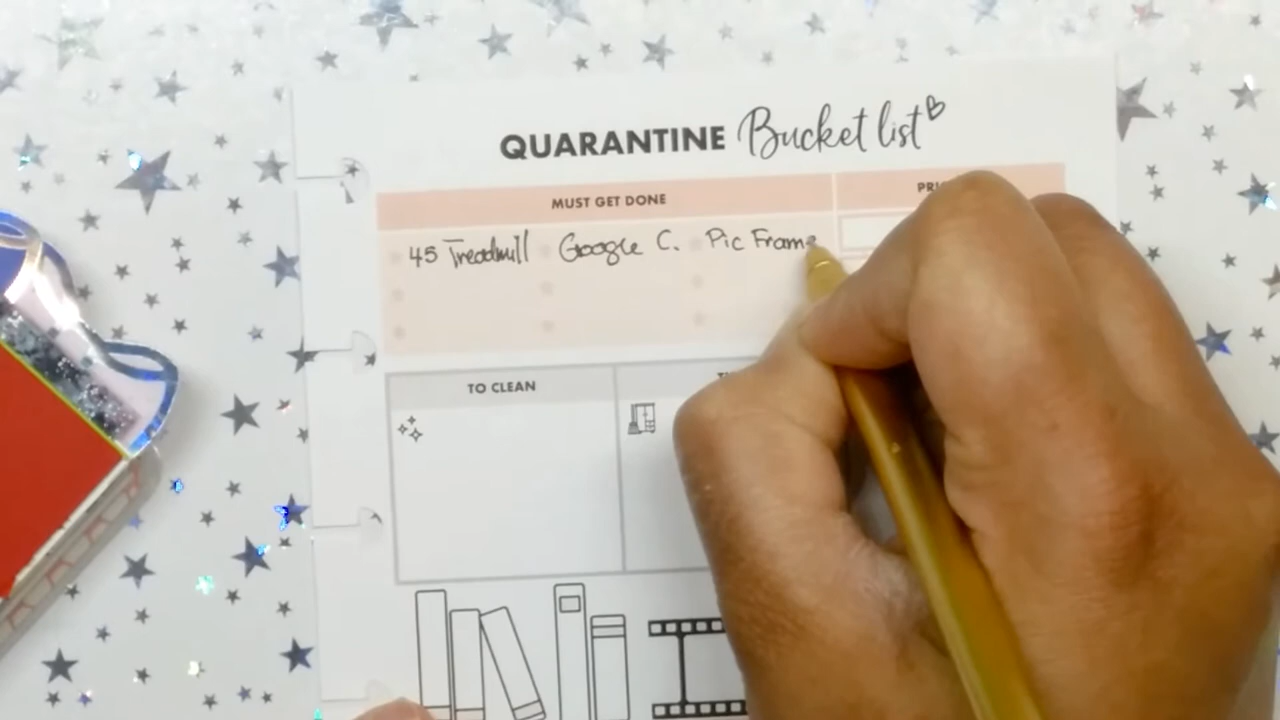 QUARANTINE Bucket list
MUST GET DONE
45 Treadmill Google C. Pic Frame
TO CLEAN